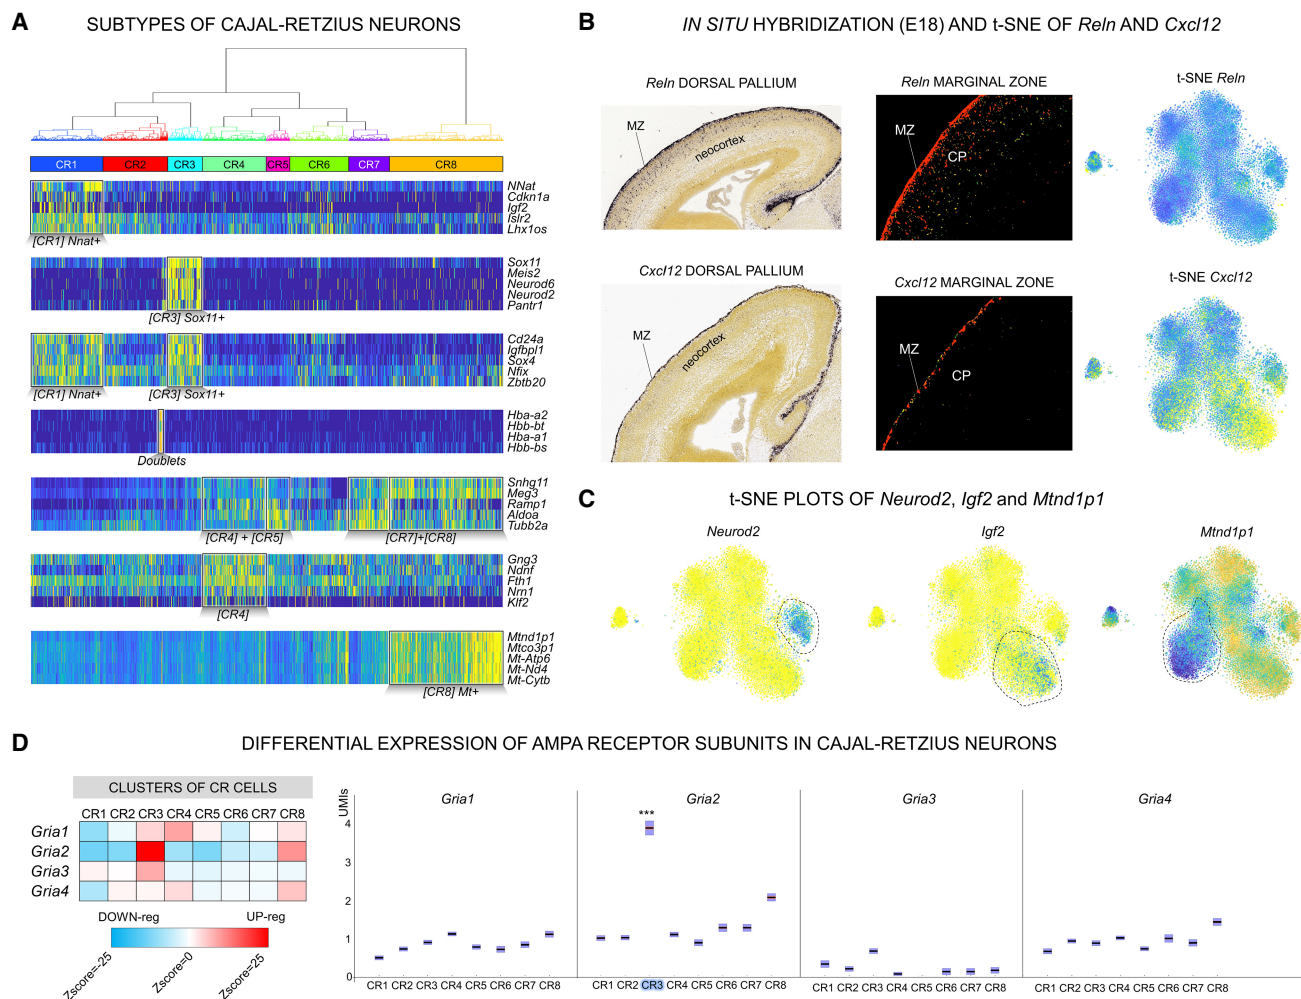 A
SUBTYPES OF CAJAL-RETZIUS NEURONS
CR1 CR2 CR3 CR4 CR5 CR6 CR7 CR8
NNat
Cdkn1a
Igf2
Islr2
Lhx1os
[CR1] Nnat+
Sox11
Meis2
Neurod6
Neurod2
Pantr1
[CR3] Sox11+
Cd24a
Igfbpl1
Sox4
Nfix
Zbtb20
[CR1] Nnat+ [CR3] Sox11+
Hba-a2
Hbb-bt
Hba-a1
Hbb-bs
Doublets
Snhg11
Meg3
Ramp1
Aldoa
Tubb2a
[CR4] + [CR5] [CR7]+[CR8]
Gng3
Ndnf
Fth1
Nrn1
Klf2
[CR4]
Mtnd1p1
Mtco3p1
Mt-Atp6
Mt-Nd4
Mt-Cytb
[CR8] Mt+
B
IN SITU HYBRIDIZATION (E18) AND t-SNE OF Reln AND Cxcl12
Reln DORSAL PALLIUM
MZ
neocortex
Reln MARGINAL ZONE
MZ
CP
t-SNE Reln
Cxcl12 DORSAL PALLIUM
MZ
neocortex
Cxcl12 MARGINAL ZONE
MZ
CP
t-SNE Cxcl12
C
t-SNE PLOTS OF Neurod2, Igf2 and Mtnd1p1
Neurod2
Igf2
Mtnd1p1
D
DIFFERENTIAL EXPRESSION OF AMPA RECEPTOR SUBUNITS IN CAJAL-RETZIUS NEURONS
CLUSTERS OF CR CELLS
CR1 CR2 CR3 CR4 CR5 CR6 CR7 CR8
Gria1
Gria2
Gria3
Gria4
DOWN-reg UP-reg
Zscore=-25 Zscore=0 Zscore=25
UMIs
4
3
2
1
0
Gria1
CR1 CR2 CR3 CR4 CR5 CR6 CR7 CR8
Gria2
***
CR1 CR2 CR3 CR4 CR5 CR6 CR7 CR8
Gria3
CR1 CR2 CR3 CR4 CR5 CR6 CR7 CR8
Gria4
CR1 CR2 CR3 CR4 CR5 CR6 CR7 CR8